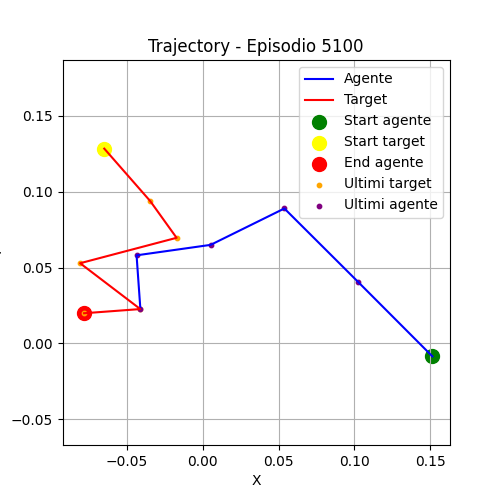 Trajectory - Episodio 5100
Agente
Target
Start agente
Start target
End agente
Ultimi target
Ultimi agente
0.15
0.10
0.05
0.00
−0.05
−0.05
0.00
0.05
0.10
0.15
X